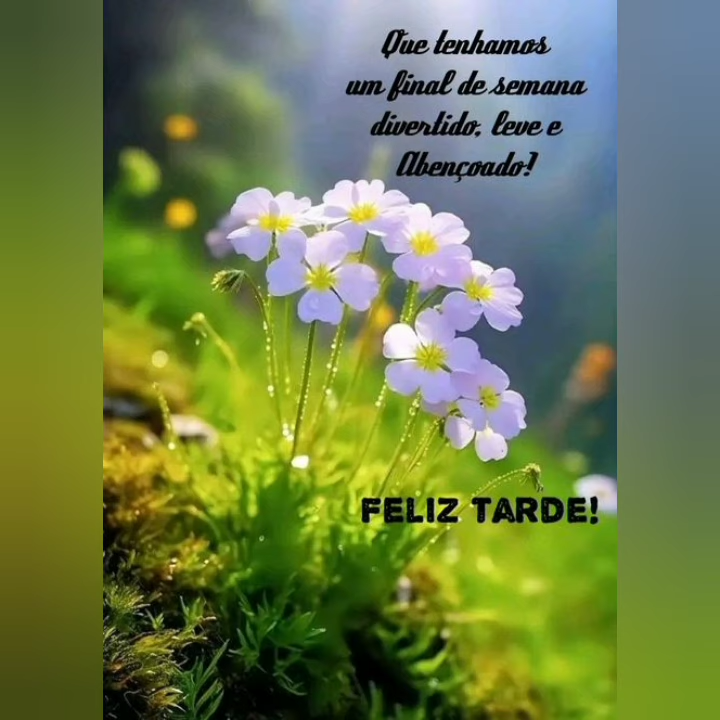 Que tenhamos
um final de semana
divertido, leve e
Abençoado!
FELIZ TARDE!